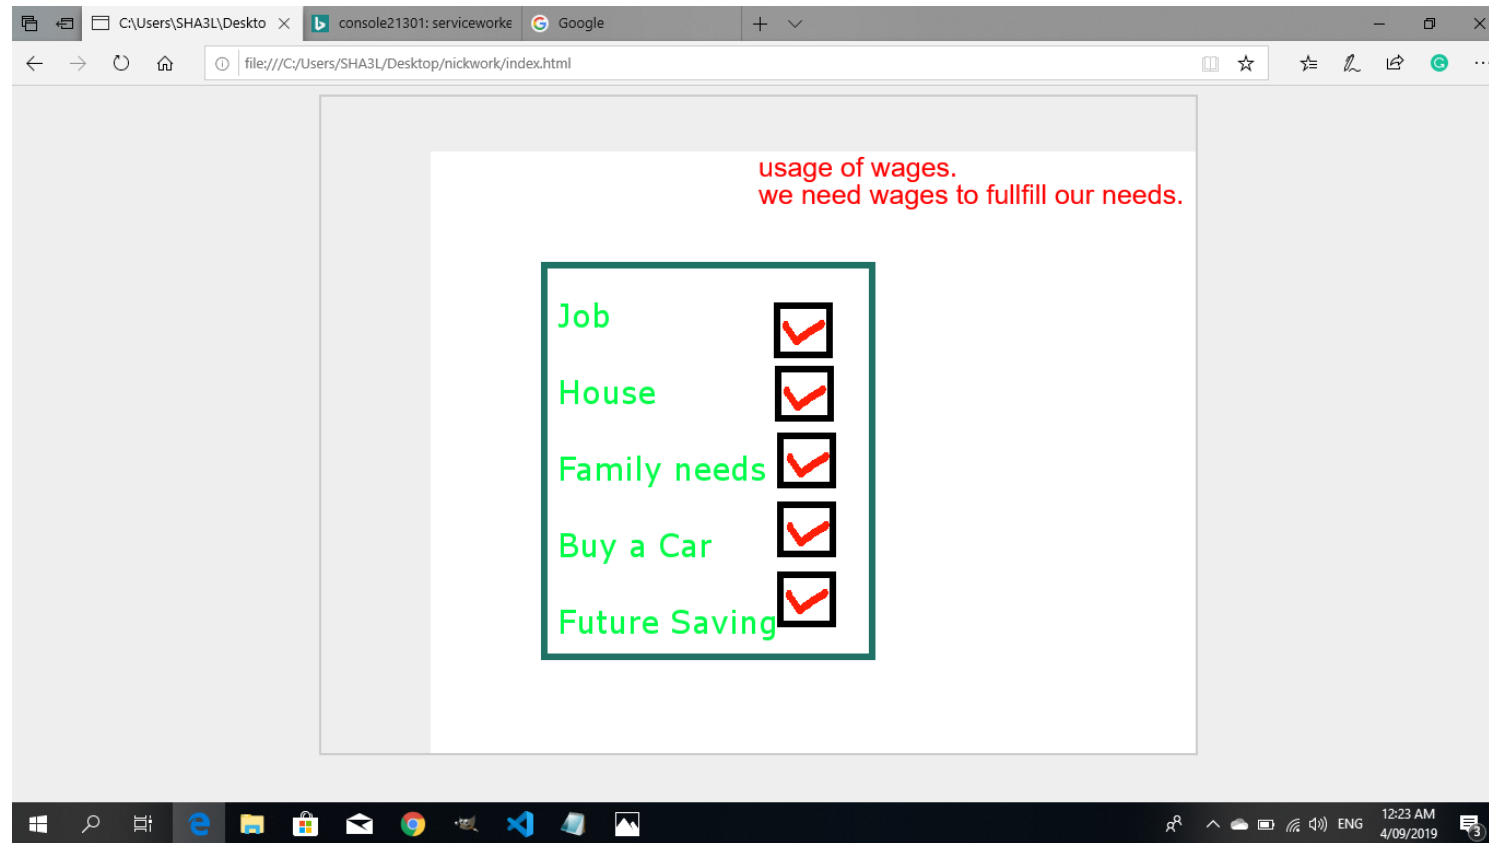 C:\Users\SHA3L\Deskto
console21301: serviceworke
Google
file:///C:/Users/SHA3L/Desktop/nickwork/index.html
usage of wages.
we need wages to fullfill our needs.
Job
House
Family needs
Buy a Car
Future Saving
ENG
12:23 AM
4/09/2019
3